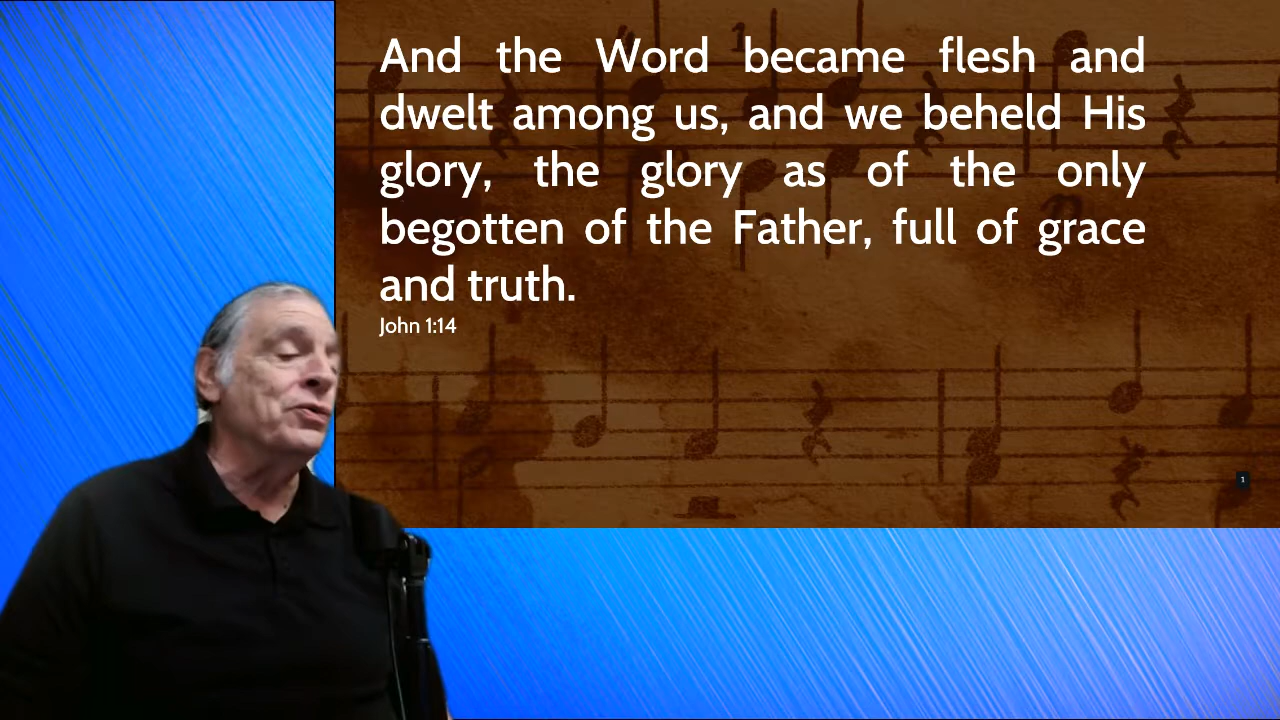 And the Word became flesh and
dwelt among us, and we beheld His
glory, the glory as of the only
begotten of the Father, full of grace
and truth.
John 1:14
1